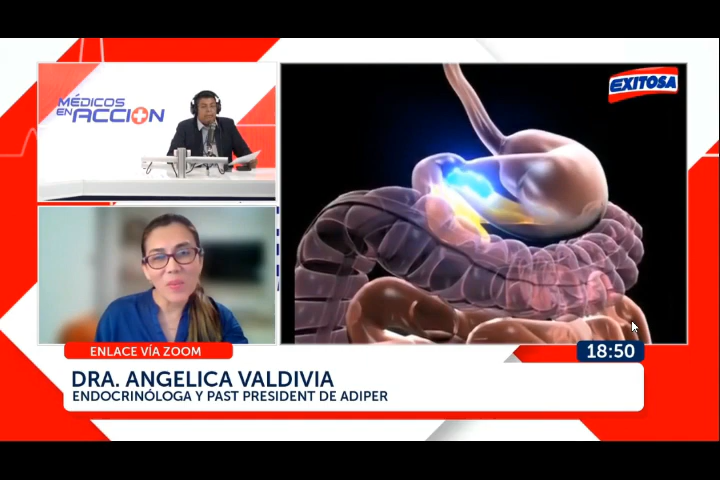 MÉDICOS
EN ACCIÓN
EXITOSA
ENLACE VÍA ZOOM
18:50
DRA. ANGELICA VALDIVIA
ENDOCRINÓLOGA Y PAST PRESIDENT DE ADIPER